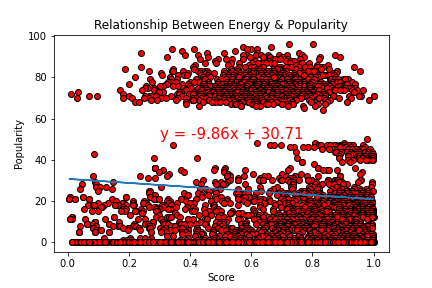 Relationship Between Energy & Popularity
100
80
60
40
20
0
Popularity
y = -9.86x + 30.71
0.0 0.2 0.4 0.6 0.8 1.0
Score